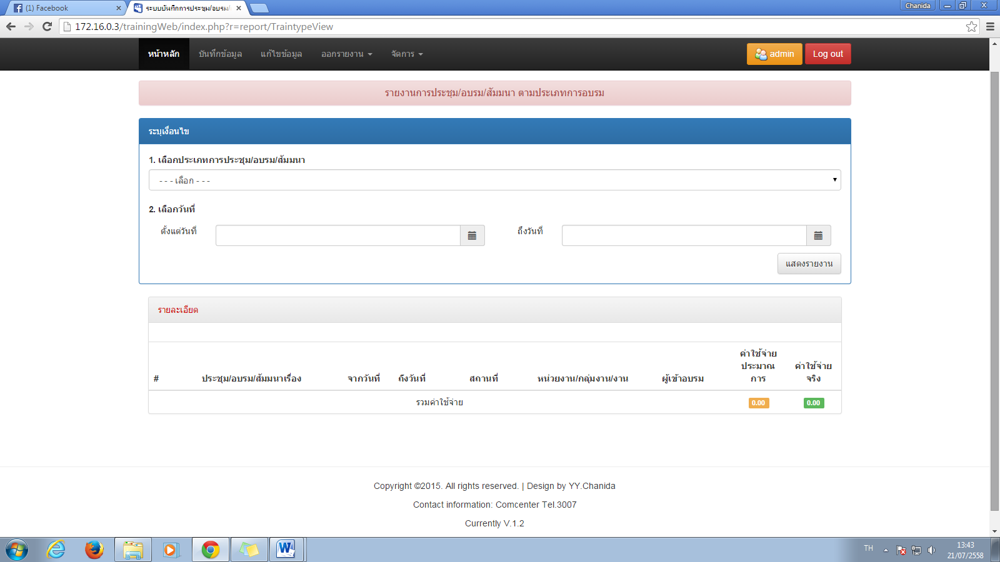 (1) Facebook
ระบบบันทึกการประชุม/อบรม/
Chanida
172.16.0.3/trainingWeb/index.php?r=report/TraintypeView
หน้าหลัก บันทึกข้อมูล แก้ไขข้อมูล ออกรายงาน จัดการ admin Log out
รายงานการประชุม/อบรม/สัมมนา ตามประเภทการอบรม
ระบุเงื่อนไข
1. เลือกประเภทการประชุม/อบรม/สัมมนา
- - - เลือก - - -
2. เลือกวันที่
ตั้งแต่วันที่ ถึงวันที่
แสดงรายงาน
รายละเอียด
# ประชุม/อบรม/สัมมนาเรื่อง จากวันที่ ถึงวันที่ สถานที่ หน่วยงาน/กลุ่มงาน/งาน ผู้เข้าอบรม ค่าใช้จ่ายประมาณการ ค่าใช้จ่ายจริง
รวมค่าใช้จ่าย 0.00 0.00
Copyright ©2015. All rights reserved. | Design by YY.Chanida
Contact information: Comcenter Tel.3007
Currently V.1.2
TH
13:43
21/07/2558